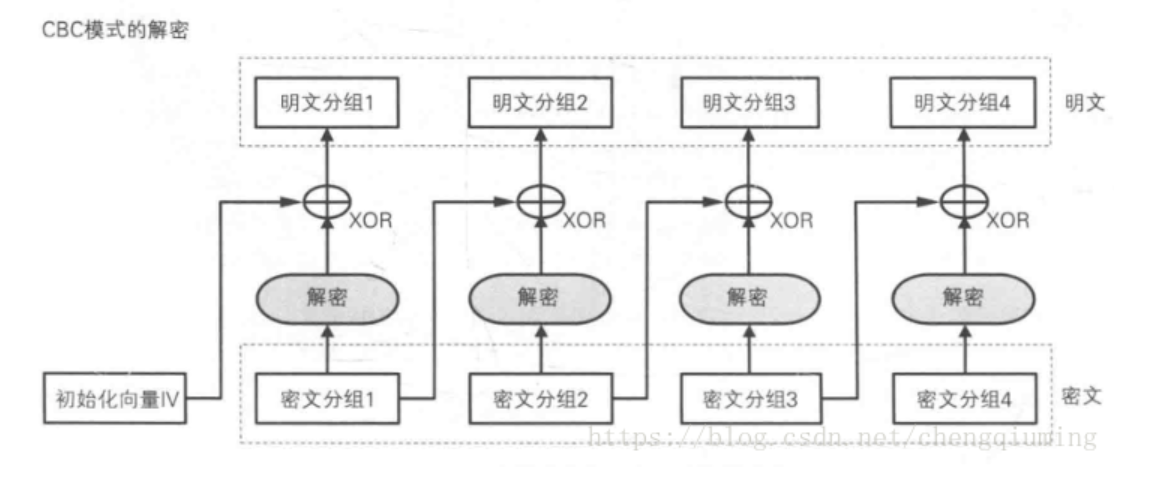 CBC模式的解密
明文分组1 明文分组2 明文分组3 明文分组4 明文
XOR XOR XOR XOR
解密 解密 解密 解密
初始化向量IV 密文分组1 密文分组2 密文分组3 密文分组4 密文
https://blog.csdn.net/chengqiuming